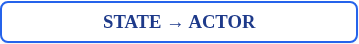 STATE → ACTOR